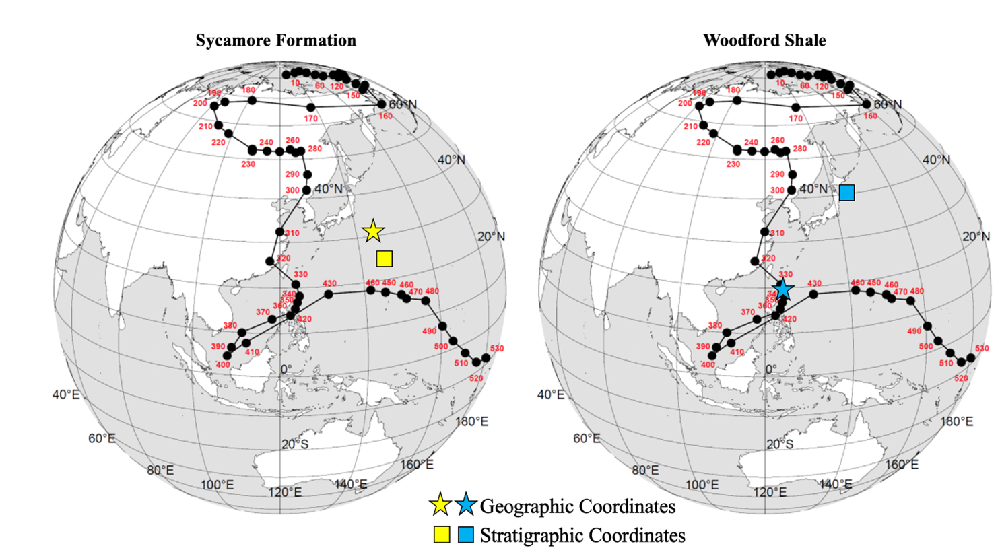 Sycamore Formation
Woodford Shale
10
60
120
150
160
60°N
170
180
190
200
210
220
230
240
260
280
290
300
40°N
40°N
310
20°N
320
330
340
350
360
370
380
390
400
410
420
430
460 450
460
470
480
490
500
510
520
530
0°
40°E
60°E
80°E
100°E
120°E
140°E
160°E
180°E
20°S
10
60
120
150
160
60°N
170
180
190
200
210
220
230
240
260
280
290
300
40°N
40°N
310
20°N
320
330
360
370
380
390
400
410
420
430
460 450
460
470
480
490
500
510
520
530
0°
40°E
60°E
80°E
100°E
120°E
140°E
160°E
180°E
20°S
Geographic Coordinates
Stratigraphic Coordinates